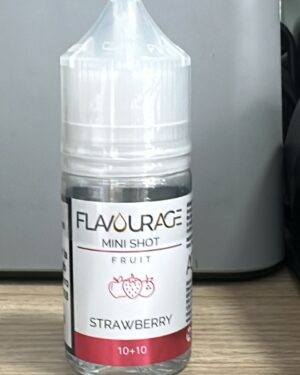 FLAVOURAGE
MINI SHOT
FRUIT
STRAWBERRY
10+10